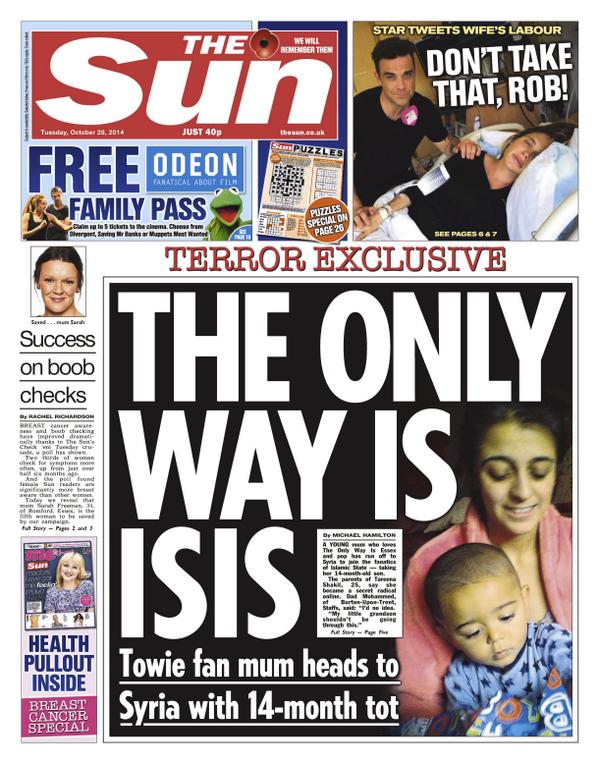 THE
Sun
WE WILL
REMEMBER THEM
Tuesday, October 28, 2014
JUST 40p
thesun.co.uk
STAR TWEETS WIFE'S LABOUR
DON'T TAKE
THAT, ROB!
SEE PAGES 6 & 7
FREE
ODEON
FANATICAL ABOUT FILM
FAMILY PASS
Claim up to 5 tickets to the cinema. Choose from
Divergent, Saving Mr Banks or Muppets Most Wanted
SEE
PAGE 18
Sun PUZZLES
PUZZLES
SPECIAL ON
PAGE 26
TERROR EXCLUSIVE
Saved . . . mum Sarah
Success
on boob
checks
By RACHEL RICHARDSON
BREAST cancer aware-
ness and boob checking
have improved dramati-
cally thanks to The Sun's
Check 'em Tuesday cru-
sade, a poll has shown.
Two thirds of women
check for symptoms more
often, up from just over
half six months ago.
And the poll found
female Sun readers are
significantly more breast
aware than other women.
Today we reveal that
mum Sarah Freeman, 34,
of Romford, Essex, is the
fifth woman to be saved
by our campaign.
Full Story — Pages 2 and 3
me
Sun
HEALTH
PULLOUT
INSIDE
BREAST
CANCER
SPECIAL
THE ONLY
WAY IS
ISIS
By MICHAEL HAMILTON
A YOUNG mum who loves
The Only Way Is Essex
and pop has run off to
Syria to join the fanatics
of Islamic State — taking
her 14-month-old son.
The parents of Tareena
Shakil, 25, say she
became a secret radical
online. Dad Mohammed,
of Burton-Upon-Trent,
Staffs, said: "I'd no idea.
"My little grandson
shouldn't be going
through this."
Full Story — Page Five
Towie fan mum heads to
Syria with 14-month tot